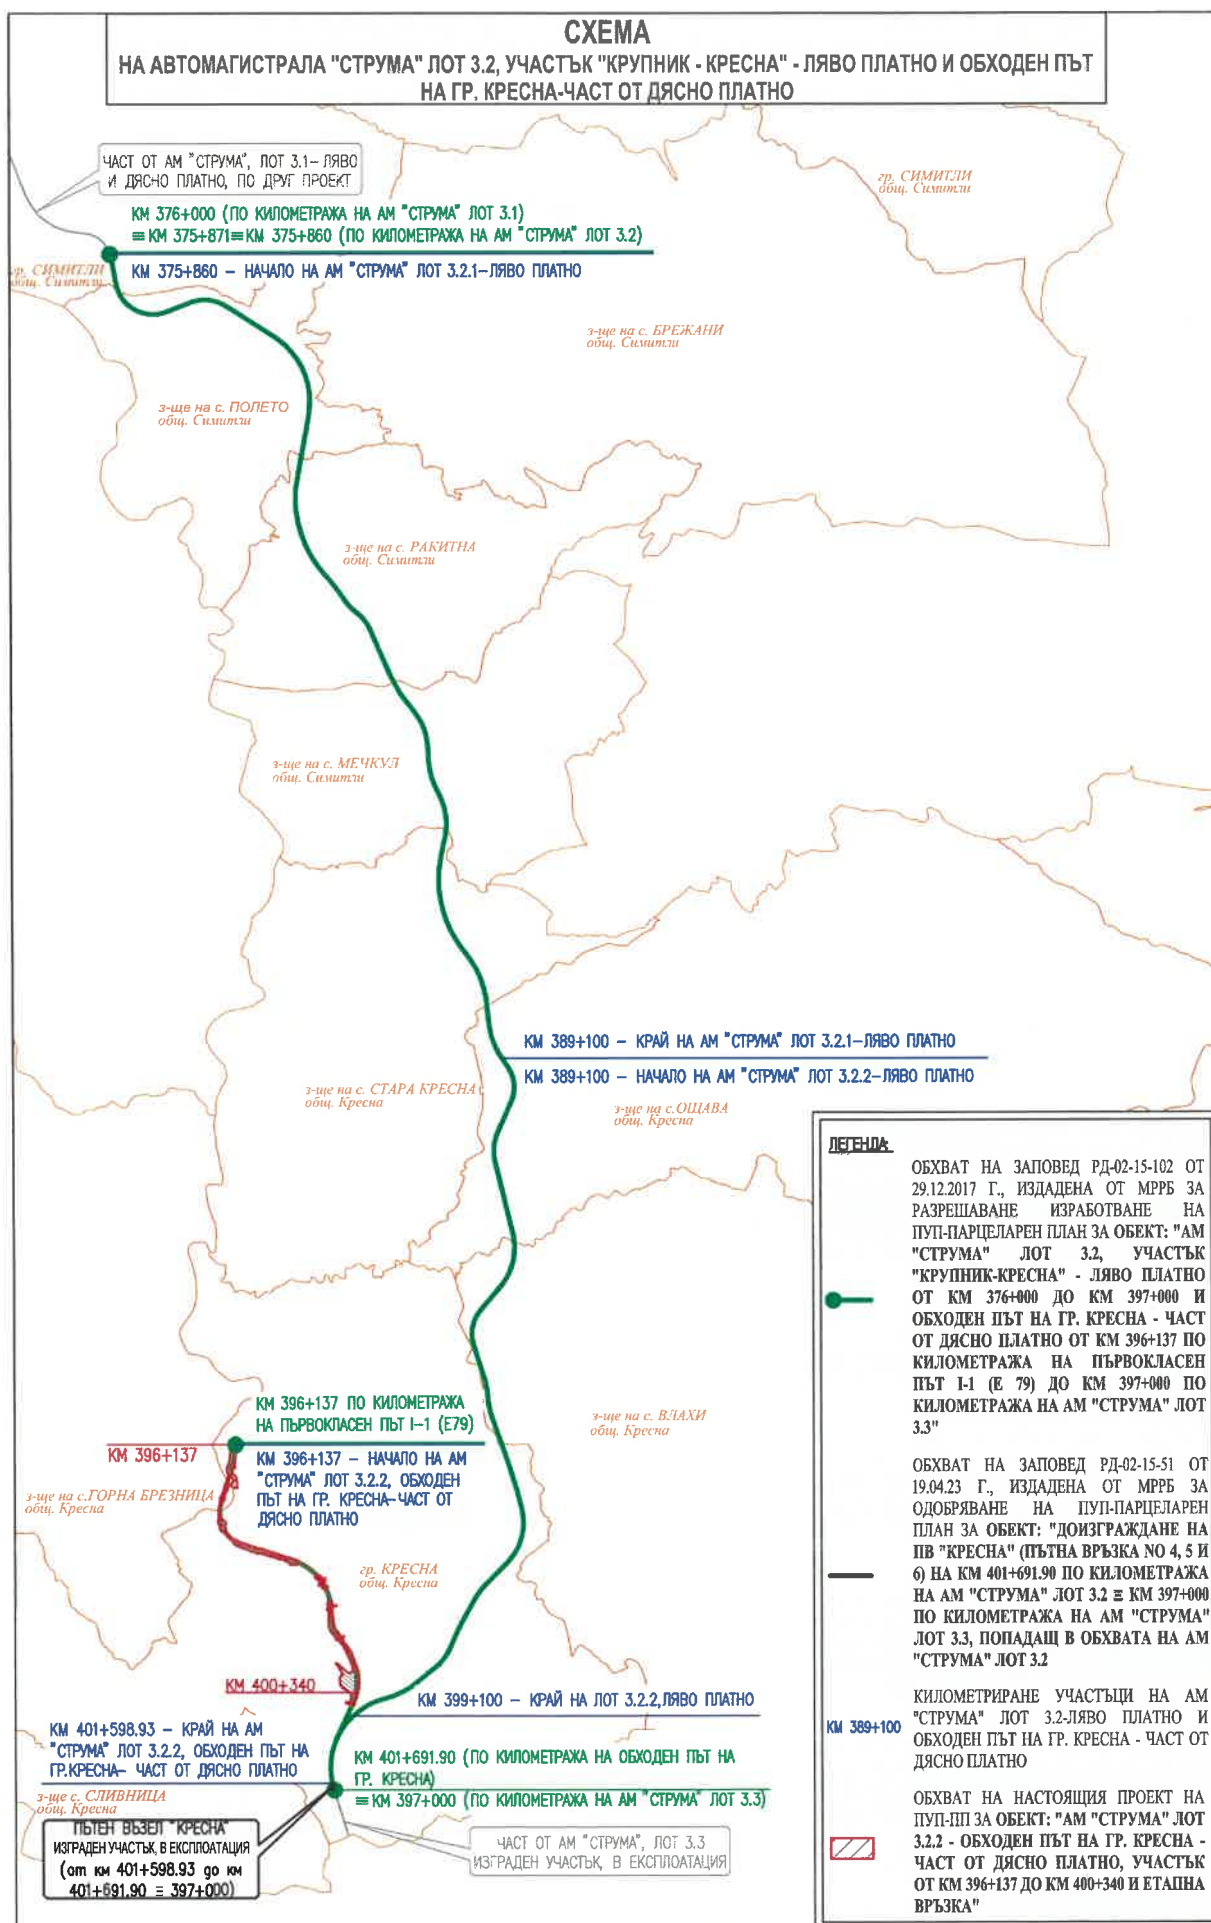 СХЕМА
НА АВТОМАГИСТРАЛА "СТРУМА" ЛОТ 3.2, УЧАСТЪК "КРУПНИК - КРЕСНА" - ЛЯВО ПЛАТНО И ОБХОДЕН ПЪТ
НА ГР. КРЕСНА-ЧАСТ ОТ ДЯСНО ПЛАТНО
ЧАСТ ОТ АМ "СТРУМА", ЛОТ 3.1- ЛЯВО
И ДЯСНО ПЛАТНО, ПО ДРУГ ПРОЕКТ
гр. СИМИТЛИ
общ. Симитли
КМ 376+000 (ПО КИЛОМЕТРАЖА НА АМ "СТРУМА" ЛОТ 3.1)
≡ КМ 375+871≡КМ 375+860 (ПО КИЛОМЕТРАЖА НА АМ "СТРУМА" ЛОТ 3.2)
КМ 375+860 – НАЧАЛО НА АМ "СТРУМА" ЛОТ 3.2.1–ЛЯВО ПЛАТНО
гр. СИМИТЛИ
общ. Симитли
з-ще на с. БРЕЖАНИ
общ. Симитли
з-ще на с. ПОЛЕТО
общ. Симитли
з-ще на с. РАКИТНА
общ. Симитли
з-ще на с. МЕЧКУЛ
общ. Симитли
КМ 389+100 – КРАЙ НА АМ "СТРУМА" ЛОТ 3.2.1–ЛЯВО ПЛАТНО
КМ 389+100 – НАЧАЛО НА АМ "СТРУМА" ЛОТ 3.2.2–ЛЯВО ПЛАТНО
з-ще на с. СТАРА КРЕСНА
общ. Кресна
з-ще на с.ОЩАВА
общ. Кресна
КМ 396+137 ПО КИЛОМЕТРАЖА
НА ПЪРВОКЛАСЕН ПЪТ I–1 (Е79)
КМ 396+137
КМ 396+137 – НАЧАЛО НА АМ
"СТРУМА" ЛОТ 3.2.2, ОБХОДЕН
ПЪТ НА ГР. КРЕСНА–ЧАСТ ОТ
ДЯСНО ПЛАТНО
з-ще на с. ВЛАХИ
общ. Кресна
з-ще на с.ГОРНА БРЕЗНИЦА
общ. Кресна
гр. КРЕСНА
общ. Кресна
КМ 400+340
КМ 399+100 – КРАЙ НА ЛОТ 3.2.2,ЛЯВО ПЛАТНО
КМ 401+598.93 – КРАЙ НА АМ
"СТРУМА" ЛОТ 3.2.2, ОБХОДЕН ПЪТ НА
ГР.КРЕСНА– ЧАСТ ОТ ДЯСНО ПЛАТНО
КМ 401+691.90 (ПО КИЛОМЕТРАЖА НА ОБХОДЕН ПЪТ НА
ГР. КРЕСНА)
≡ КМ 397+000 (ПО КИЛОМЕТРАЖА НА АМ "СТРУМА" ЛОТ 3.3)
з-ще с. СЛИВНИЦА
общ. Кресна
ПЪТЕН ВЪЗЕЛ "КРЕСНА"
ИЗГРАДЕН УЧАСТЪК, В ЕКСПЛОАТАЦИЯ
(от км 401+598.93 до км
401+691.90 ≡ 397+000)
ЧАСТ ОТ АМ "СТРУМА", ЛОТ 3.3
ИЗГРАДЕН УЧАСТЪК, В ЕКСПЛОАТАЦИЯ
ЛЕГЕНДА:
ОБХВАТ НА ЗАПОВЕД РД-02-15-102 ОТ
29.12.2017 Г., ИЗДАДЕНА ОТ МРРБ ЗА
РАЗРЕШАВАНЕ ИЗРАБОТВАНЕ НА
ПУП-ПАРЦЕЛАРЕН ПЛАН ЗА ОБЕКТ: "АМ
"СТРУМА" ЛОТ 3.2, УЧАСТЪК
"КРУПНИК-КРЕСНА" - ЛЯВО ПЛАТНО
ОТ КМ 376+000 ДО КМ 397+000 И
ОБХОДЕН ПЪТ НА ГР. КРЕСНА - ЧАСТ
ОТ ДЯСНО ПЛАТНО ОТ КМ 396+137 ПО
КИЛОМЕТРАЖА НА ПЪРВОКЛАСЕН
ПЪТ I-1 (Е 79) ДО КМ 397+000 ПО
КИЛОМЕТРАЖА НА АМ "СТРУМА" ЛОТ
3.3"
ОБХВАТ НА ЗАПОВЕД РД-02-15-51 ОТ
19.04.23 Г., ИЗДАДЕНА ОТ МРРБ ЗА
ОДОБРЯВАНЕ НА ПУП-ПАРЦЕЛАРЕН
ПЛАН ЗА ОБЕКТ: "ДОИЗГРАЖДАНЕ НА
ПВ "КРЕСНА" (ПЪТНА ВРЪЗКА NO 4, 5 И
6) НА КМ 401+691.90 ПО КИЛОМЕТРАЖА
НА АМ "СТРУМА" ЛОТ 3.2 ≡ КМ 397+000
ПО КИЛОМЕТРАЖА НА АМ "СТРУМА"
ЛОТ 3.3, ПОПАДАЩ В ОБХВАТА НА АМ
"СТРУМА" ЛОТ 3.2
КМ 389+100
КИЛОМЕТРИРАНЕ УЧАСТЪЦИ НА АМ
"СТРУМА" ЛОТ 3.2-ЛЯВО ПЛАТНО И
ОБХОДЕН ПЪТ НА ГР. КРЕСНА - ЧАСТ ОТ
ДЯСНО ПЛАТНО
ОБХВАТ НА НАСТОЯЩИЯ ПРОЕКТ НА
ПУП-ПП ЗА ОБЕКТ: "АМ "СТРУМА" ЛОТ
3.2.2 - ОБХОДЕН ПЪТ НА ГР. КРЕСНА -
ЧАСТ ОТ ДЯСНО ПЛАТНО, УЧАСТЪК
ОТ КМ 396+137 ДО КМ 400+340 И ЕТАПНА
ВРЪЗКА"